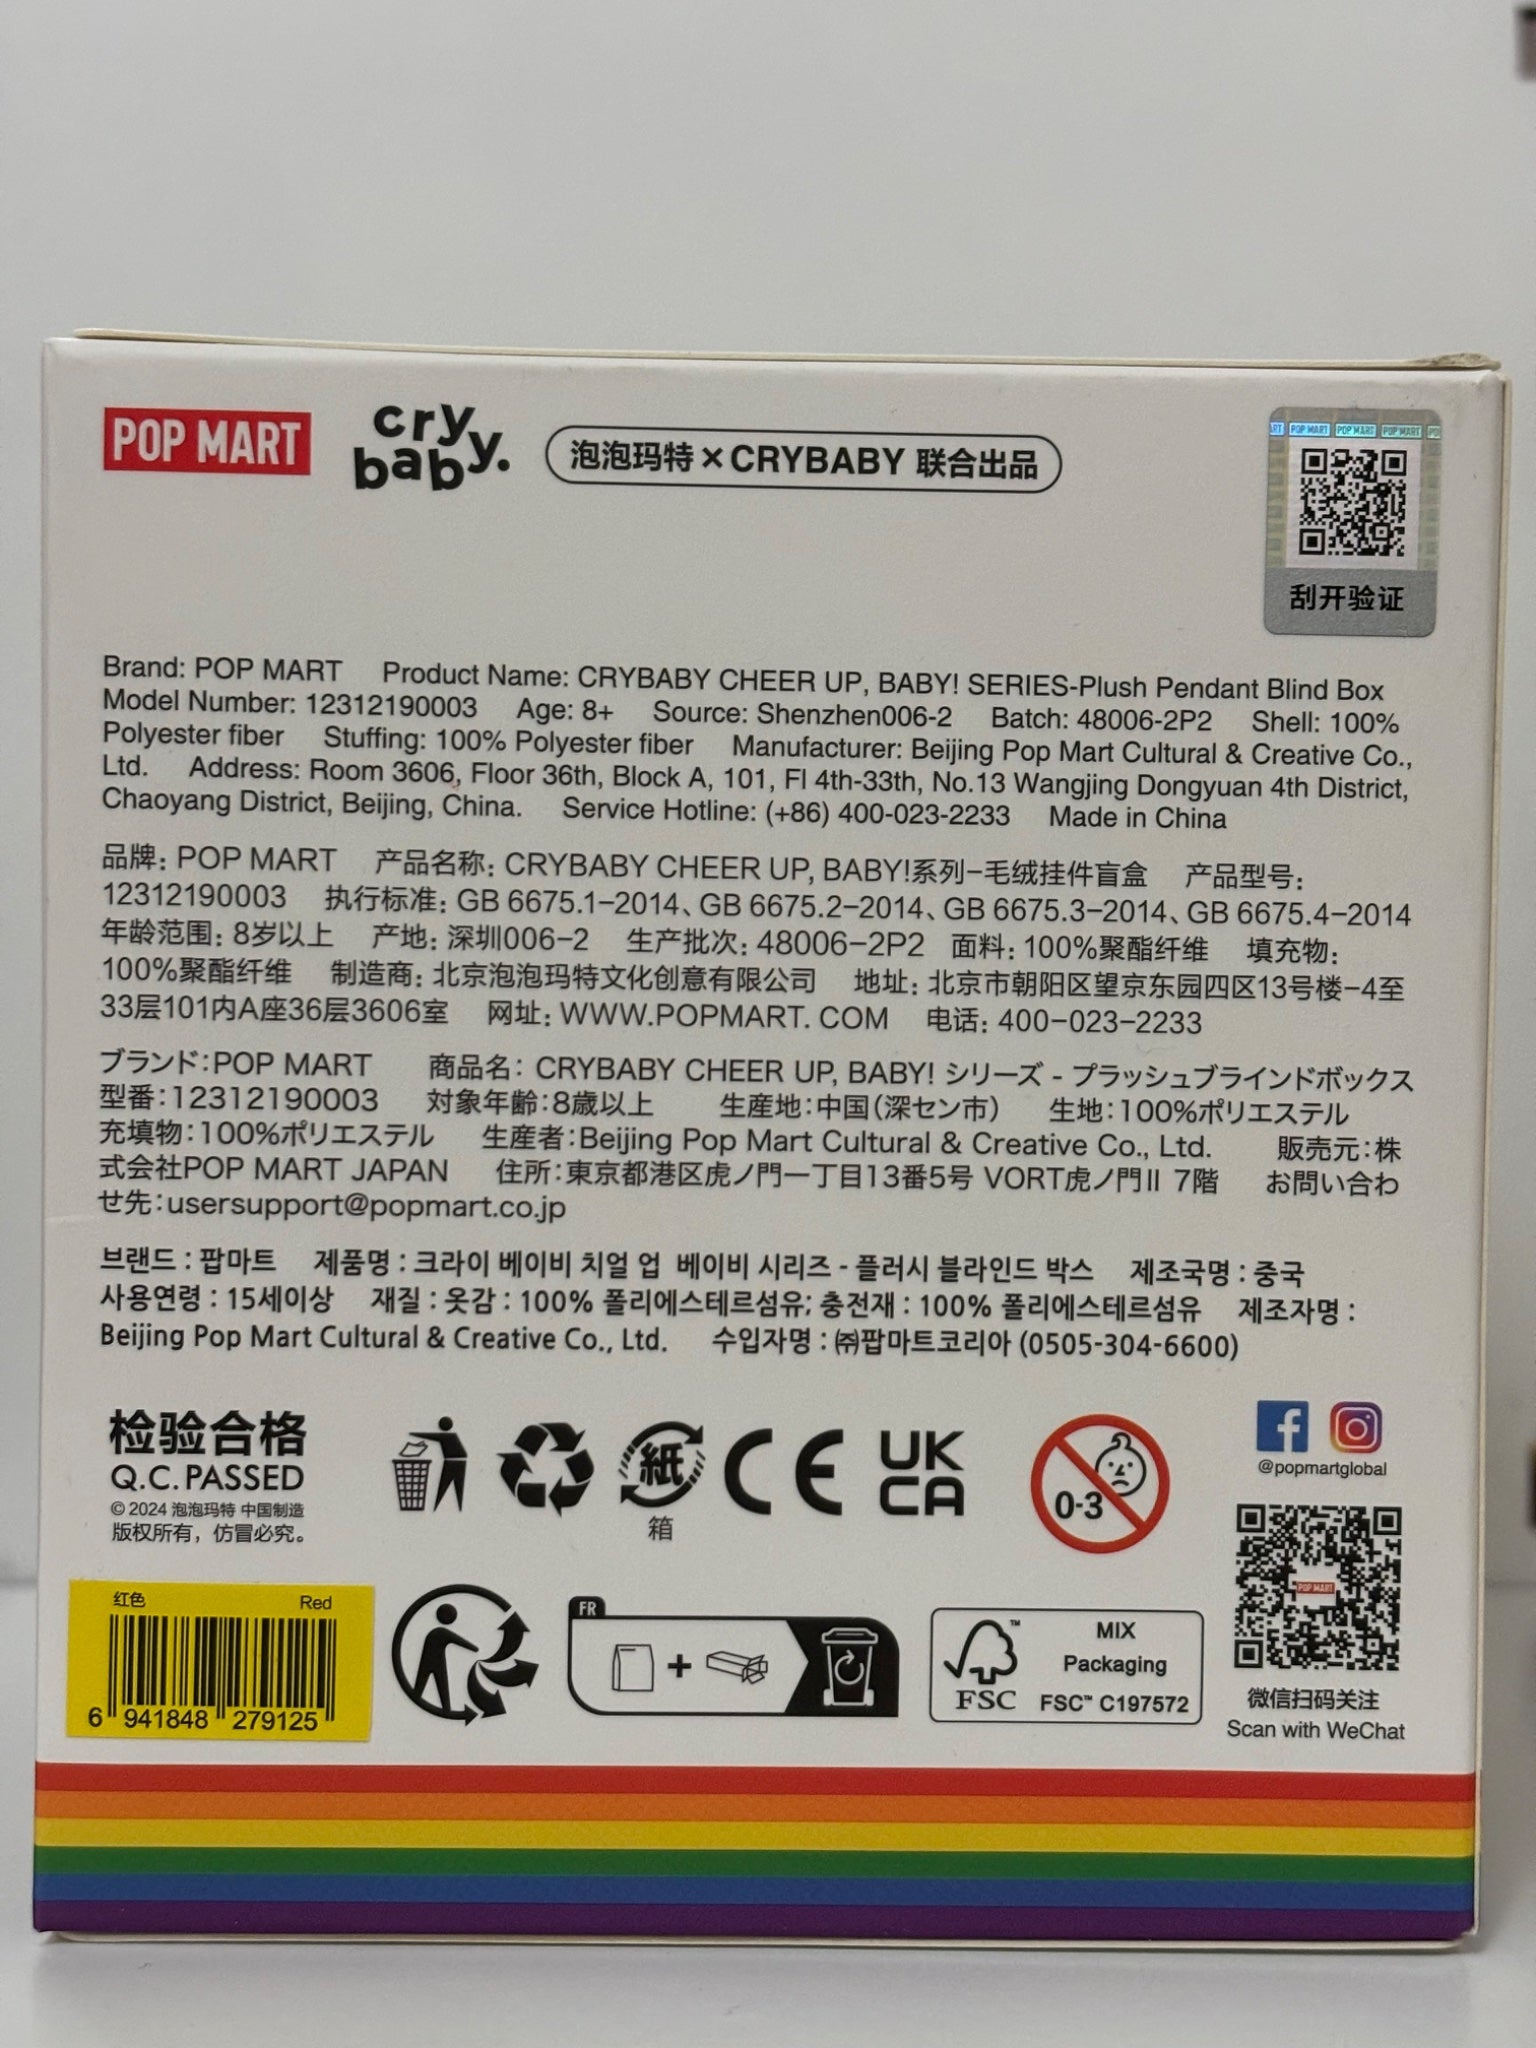 POP MART
cry baby.
泡泡玛特×CRYBABY 联合出品
POP MART POP MART POP MART
刮开验证
Brand: POP MART Product Name: CRYBABY CHEER UP, BABY! SERIES-Plush Pendant Blind Box
Model Number: 12312190003 Age: 8+ Source: Shenzhen006-2 Batch: 48006-2P2 Shell: 100%
Polyester fiber Stuffing: 100% Polyester fiber Manufacturer: Beijing Pop Mart Cultural & Creative Co.,
Ltd. Address: Room 3606, Floor 36th, Block A, 101, Fl 4th-33th, No.13 Wangjing Dongyuan 4th District,
Chaoyang District, Beijing, China. Service Hotline: (+86) 400-023-2233 Made in China
品牌: POP MART 产品名称: CRYBABY CHEER UP, BABY!系列-毛绒挂件盲盒 产品型号:
12312190003 执行标准: GB 6675.1-2014、GB 6675.2-2014、GB 6675.3-2014、GB 6675.4-2014
年龄范围: 8岁以上 产地: 深圳006-2 生产批次: 48006-2P2 面料: 100%聚酯纤维 填充物:
100%聚酯纤维 制造商: 北京泡泡玛特文化创意有限公司 地址: 北京市朝阳区望京东园四区13号楼-4至
33层101内A座36层3606室 网址: WWW.POPMART. COM 电话: 400-023-2233
ブランド:POP MART 商品名: CRYBABY CHEER UP, BABY! シリーズ - プラッシュブラインドボックス
型番:12312190003 対象年齢:8歳以上 生産地:中国(深セン市) 生地:100%ポリエステル
充填物:100%ポリエステル 生産者:Beijing Pop Mart Cultural & Creative Co., Ltd. 販売元:株
式会社POP MART JAPAN 住所:東京都港区虎ノ門一丁目13番5号 VORT虎ノ門II 7階 お問い合わ
せ先:usersupport@popmart.co.jp
브랜드 : 팝마트 제품명 : 크라이 베이비 치얼 업 베이비 시리즈 - 플러시 블라인드 박스 제조국명 : 중국
사용연령 : 15세이상 재질 : 옷감 : 100% 폴리에스테르섬유; 충전재 : 100% 폴리에스테르섬유 제조자명 :
Beijing Pop Mart Cultural & Creative Co., Ltd. 수입자명 : ㈜팝마트코리아 (0505-304-6600)
检验合格
Q.C.PASSED
© 2024 泡泡玛特 中国制造
版权所有，仿冒必究。
紙
箱
CE
UK
CA
0-3
@popmartglobal
POP MART
微信扫码关注
Scan with WeChat
红色 Red
6 941848 279125
FR
FSC™
MIX
Packaging
FSC™ C197572